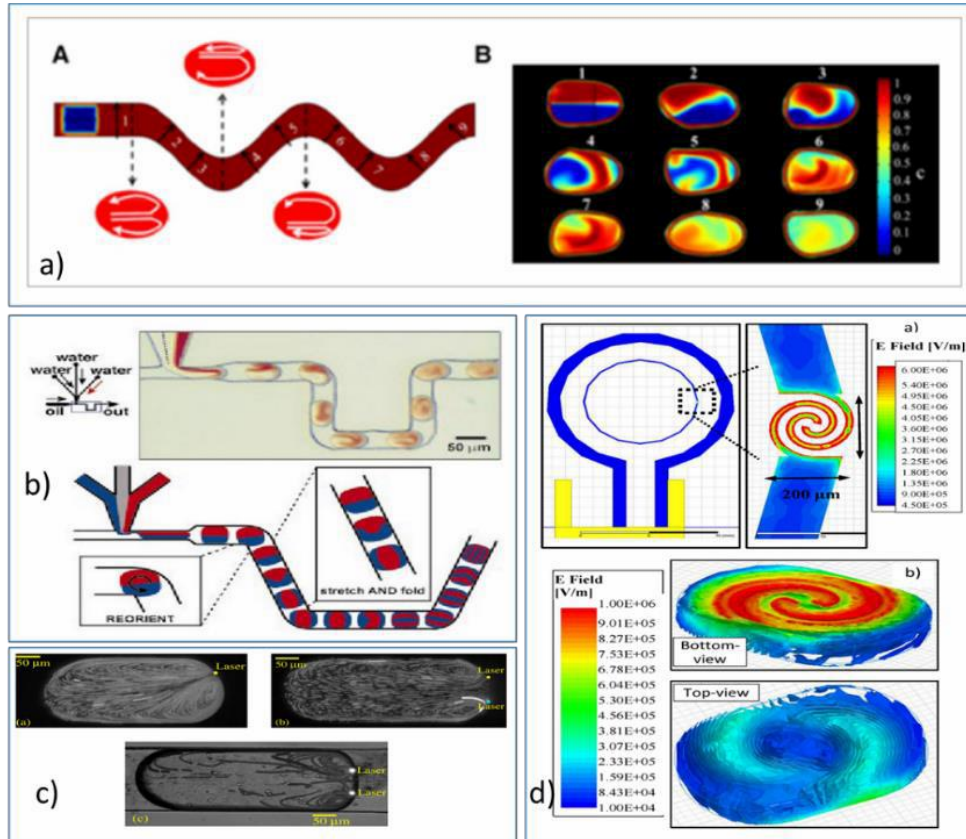 A
1
2
3
4
5
6
7
8
9
B
1
2
3
4
5
6
7
8
9
1
0.9
0.8
0.7
0.6
0.5
0.4
0.3
0.2
0.1
0
c
a)
water
water
water
oil
out
50 μm
b)
REORIENT
stretch AND fold
50 μm
Laser
(a)
50 μm
Laser
(b)
Laser
Laser
(c)
50 μm
c)
a)
E Field [V/m]
6.00E+06
5.40E+06
4.95E+06
4.50E+06
4.05E+06
3.60E+06
3.15E+06
2.70E+06
2.25E+06
1.80E+06
1.35E+06
9.00E+05
4.50E+05
200 μm
E Field
[V/m]
1.00E+06
9.01E+05
8.27E+05
7.53E+05
6.78E+05
6.04E+05
5.30E+05
4.56E+05
3.81E+05
3.07E+05
2.33E+05
1.59E+05
8.43E+04
1.00E+04
b)
Bottom-
view
Top-view
d)